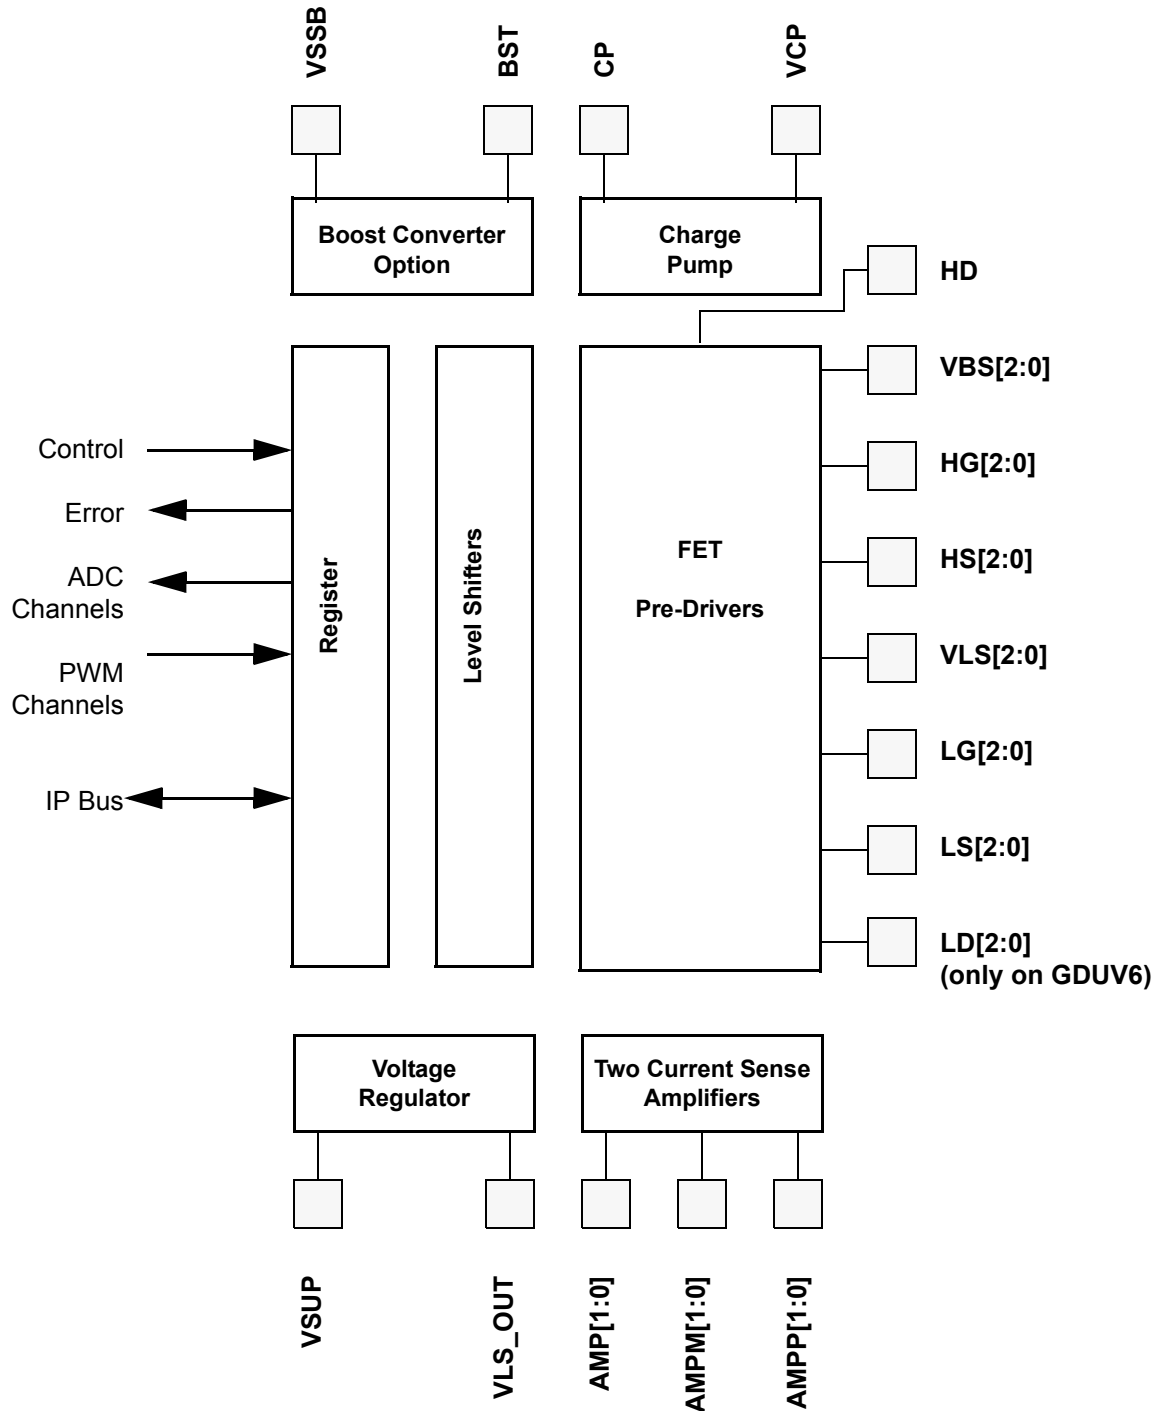 VSSB
BST
CP
VCP
Boost Converter
Option
Charge
Pump
HD
VBS[2:0]
Control
HG[2:0]
Error
HS[2:0]
FET
Pre-Drivers
ADC
Channels
Register
Level Shifters
VLS[2:0]
PWM
Channels
LG[2:0]
IP Bus
LS[2:0]
LD[2:0]
(only on GDUV6)
Voltage
Regulator
Two Current Sense
Amplifiers
VSUP
VLS_OUT
AMP[1:0]
AMPM[1:0]
AMPP[1:0]